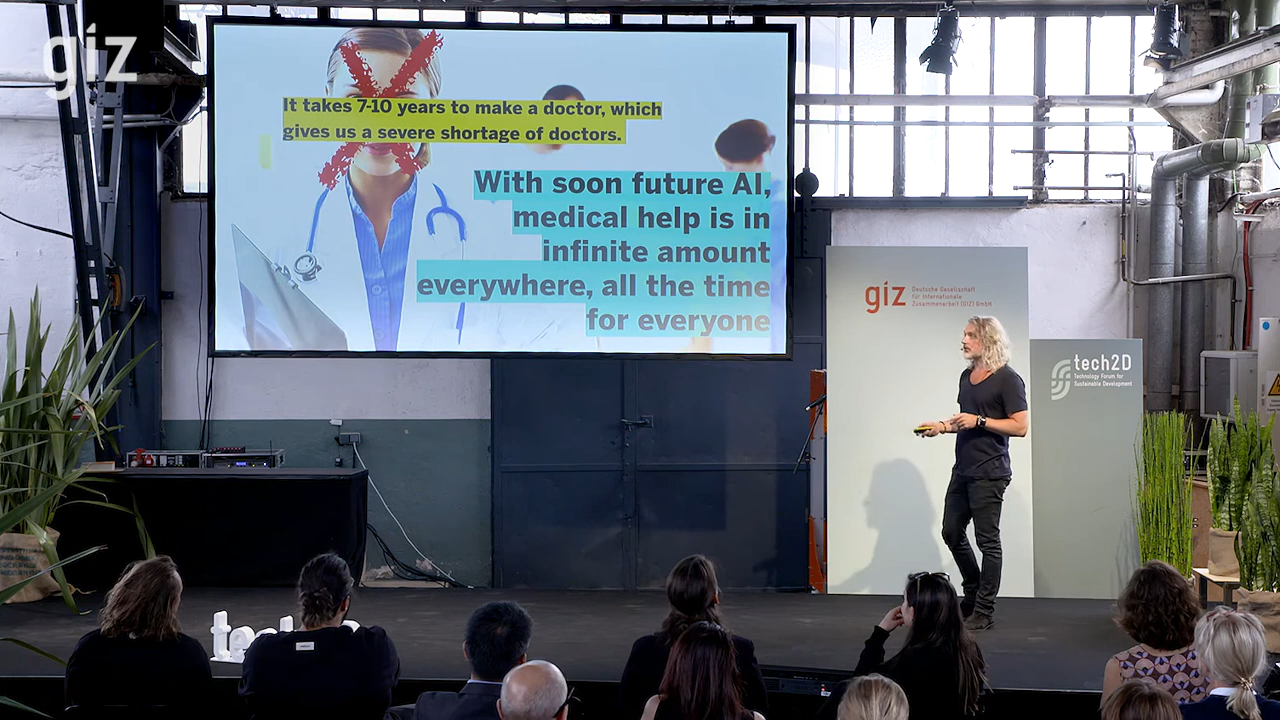 giz
It takes 7-10 years to make a doctor, which
gives us a severe shortage of doctors.
With soon future AI,
medical help is in
infinite amount
everywhere, all the time
for everyone
giz
Deutsche Gesellschaft
für Internationale
Zusammenarbeit (GIZ) GmbH
tech2D
Technology Forum for
Sustainable Development